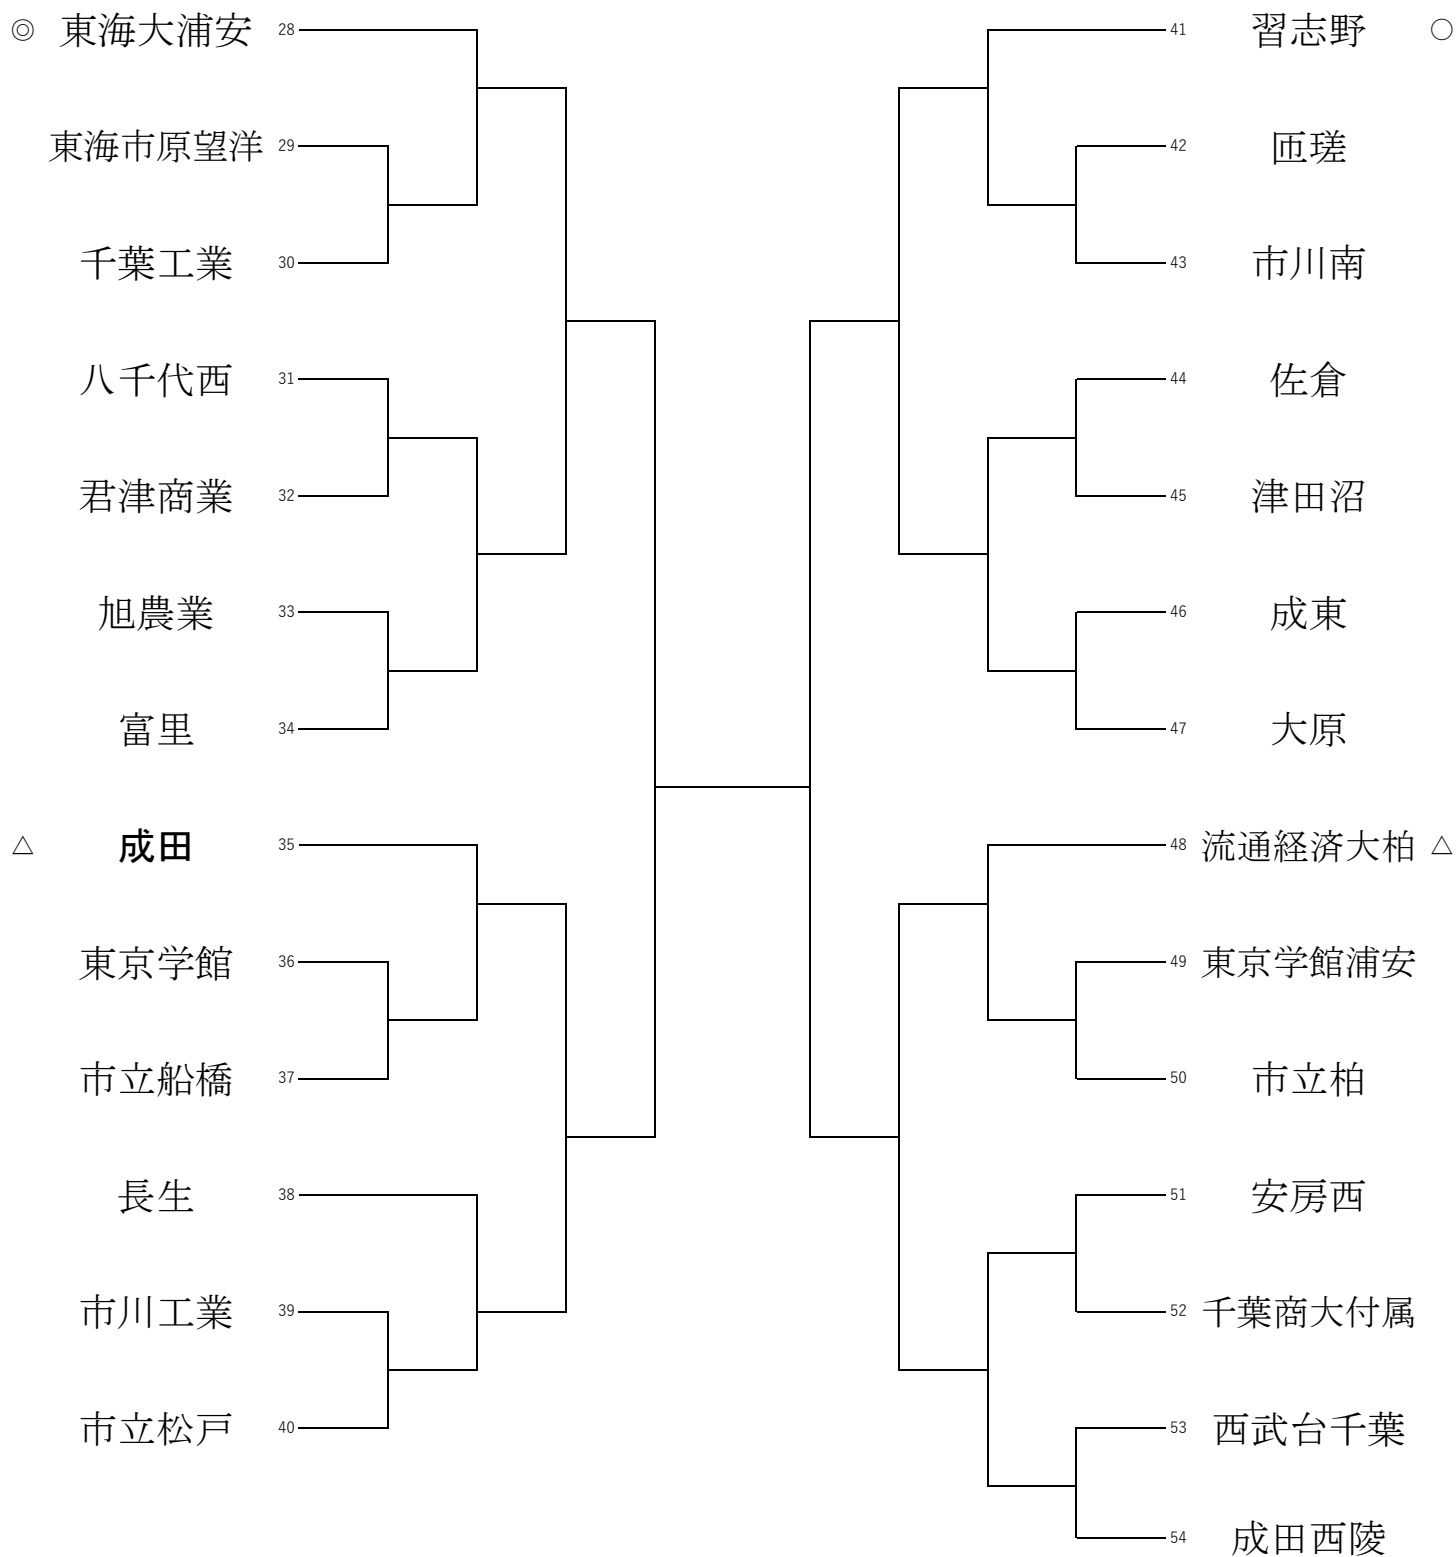 ◎ 東海大浦安 28
東海市原望洋 29
千葉工業 30
八千代西 31
君津商業 32
旭農業 33
富里 34
△ 成田 35
東京学館 36
市立船橋 37
長生 38
市川工業 39
市立松戸 40
41 習志野 ○
42 匝瑳
43 市川南
44 佐倉
45 津田沼
46 成東
47 大原
48 流通経済大柏 △
49 東京学館浦安
50 市立柏
51 安房西
52 千葉商大付属
53 西武台千葉
54 成田西陵